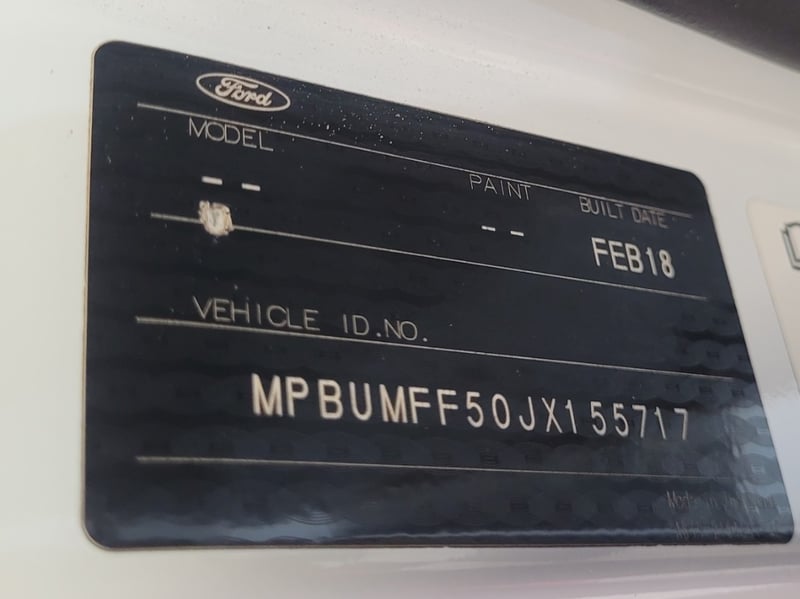 Ford
MODEL
PAINT
BUILT DATE
-- --
FEB18
VEHICLE ID.NO.
MPBUMFF50JX155717